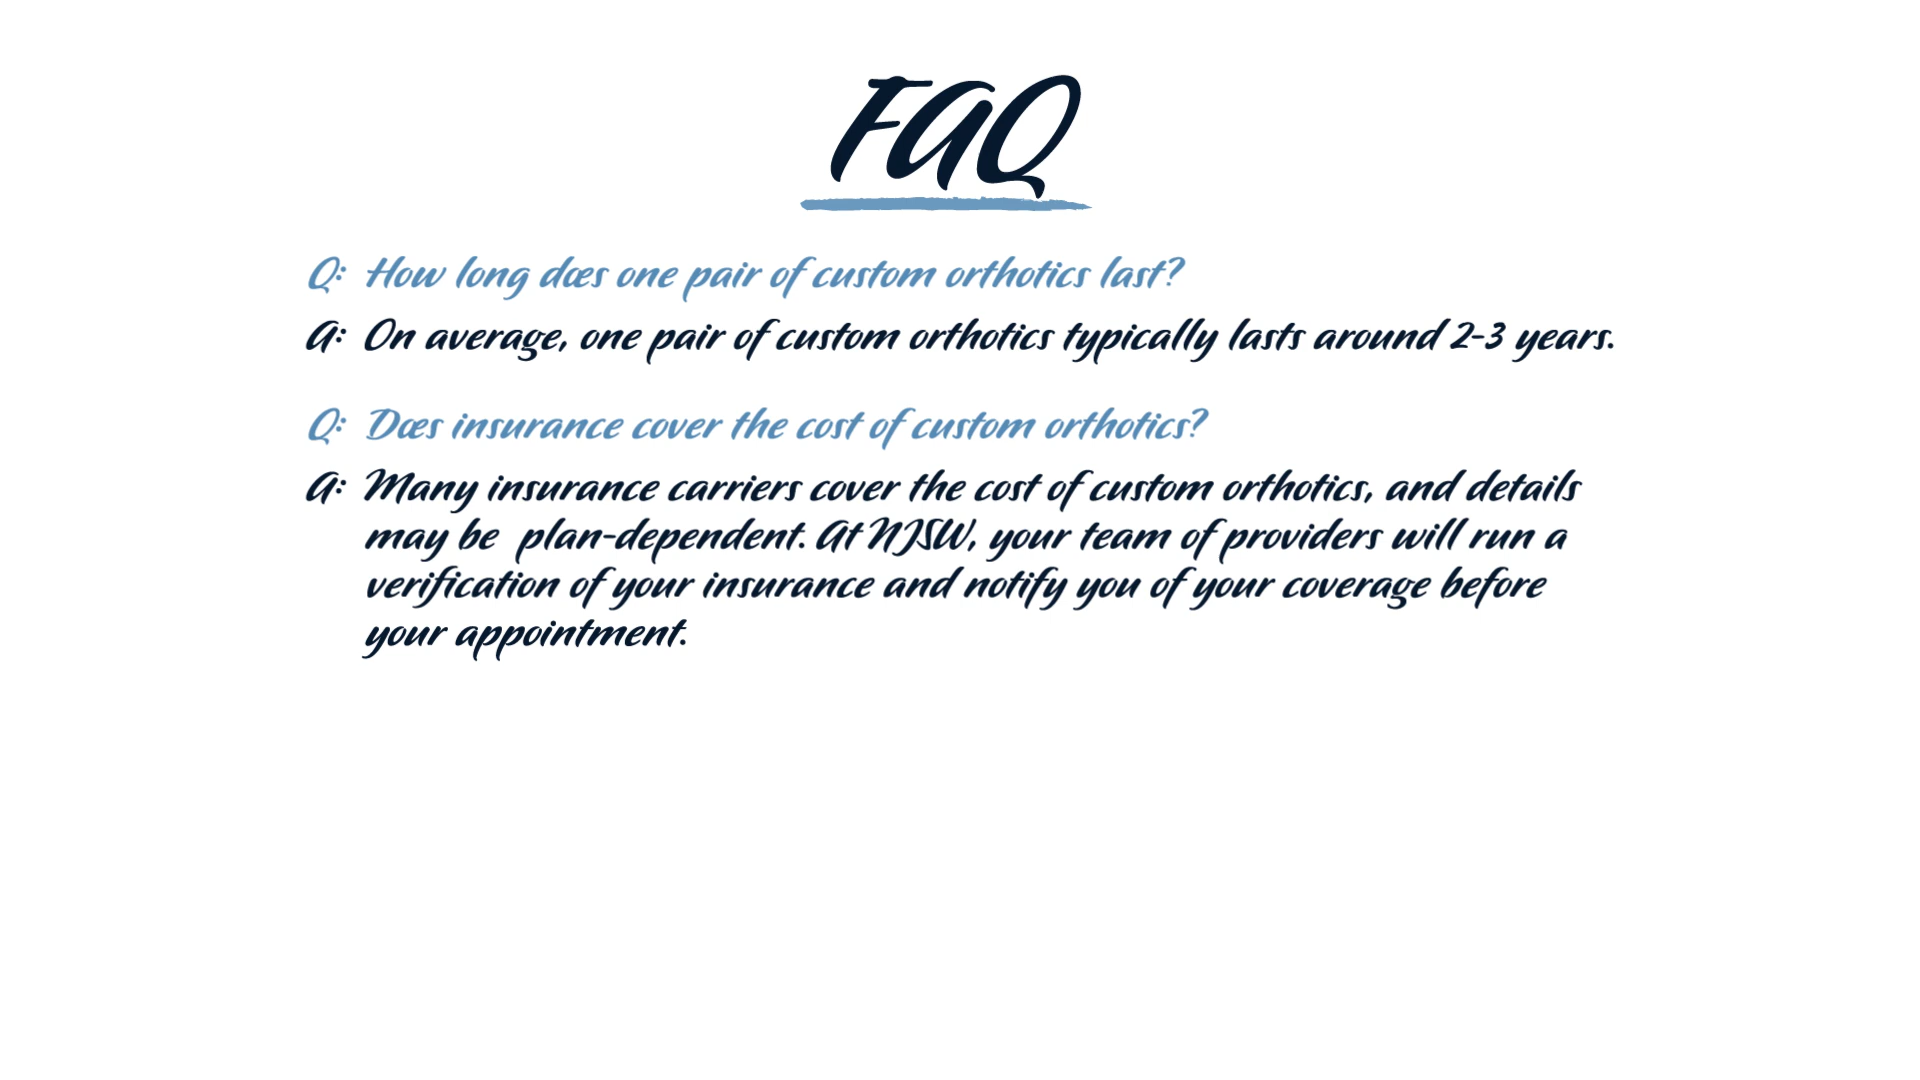 FAQ
Q: How long does one pair of custom orthotics last?
A: On average, one pair of custom orthotics typically lasts around 2-3 years.
Q: Does insurance cover the cost of custom orthotics?
A: Many insurance carriers cover the cost of custom orthotics, and details
may be plan-dependent. At NJSW, your team of providers will run a
verification of your insurance and notify you of your coverage before
your appointment.